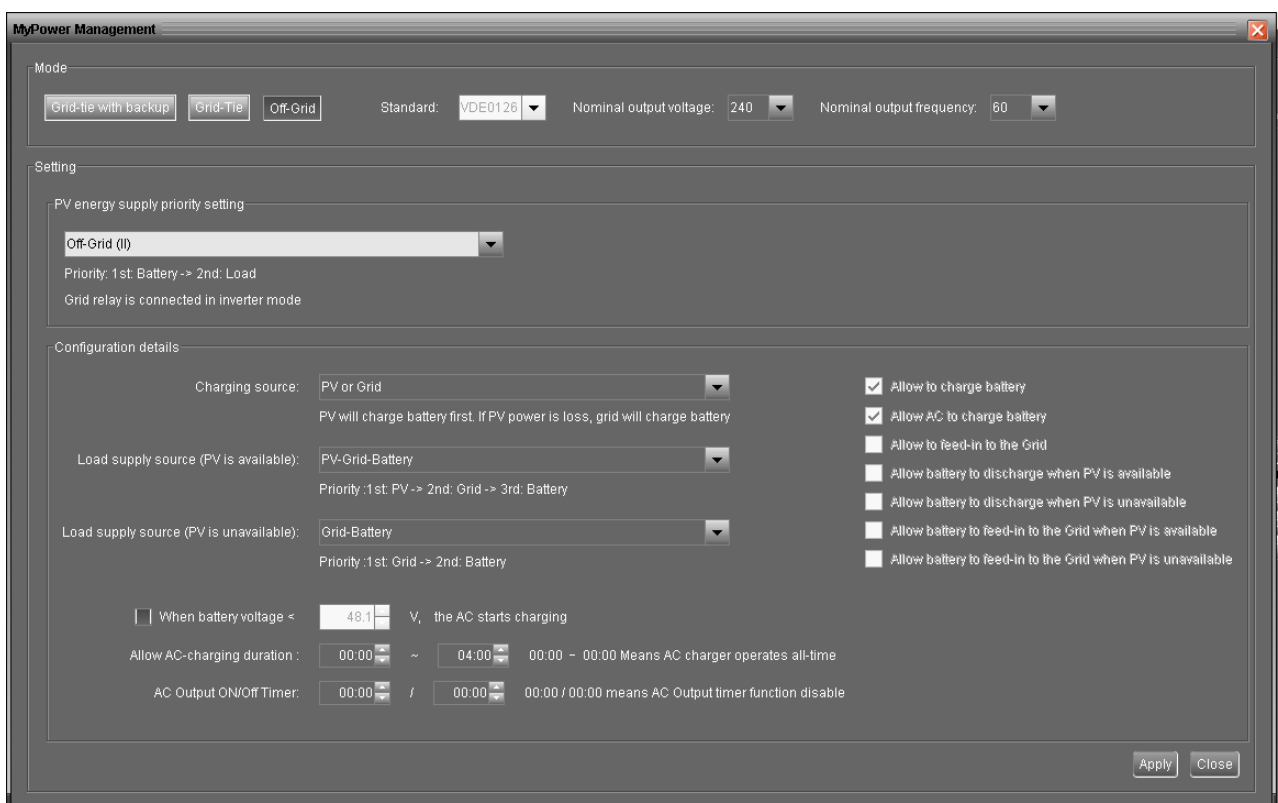 MyPower Management
Mode
Grid-tie with backup Grid-Tie Off-Grid Standard: VDE0126 Nominal output voltage: 240 Nominal output frequency: 60
Setting
PV energy supply priority setting
Off-Grid (II)
Priority: 1st: Battery -> 2nd: Load
Grid relay is connected in inverter mode
Configuration details
Charging source: PV or Grid
PV will charge battery first. If PV power is loss, grid will charge battery
Load supply source (PV is available): PV-Grid-Battery
Priority :1st: PV -> 2nd: Grid -> 3rd: Battery
Load supply source (PV is unavailable): Grid-Battery
Priority :1st: Grid -> 2nd: Battery
Allow to charge battery
Allow AC to charge battery
Allow to feed-in to the Grid
Allow battery to discharge when PV is available
Allow battery to discharge when PV is unavailable
Allow battery to feed-in to the Grid when PV is available
Allow battery to feed-in to the Grid when PV is unavailable
When battery voltage < 48.1 V, the AC starts charging
Allow AC-charging duration : 00:00 ~ 04:00 00:00 - 00:00 Means AC charger operates all-time
AC Output ON/Off Timer: 00:00 / 00:00 00:00 / 00:00 means AC Output timer function disable
Apply Close